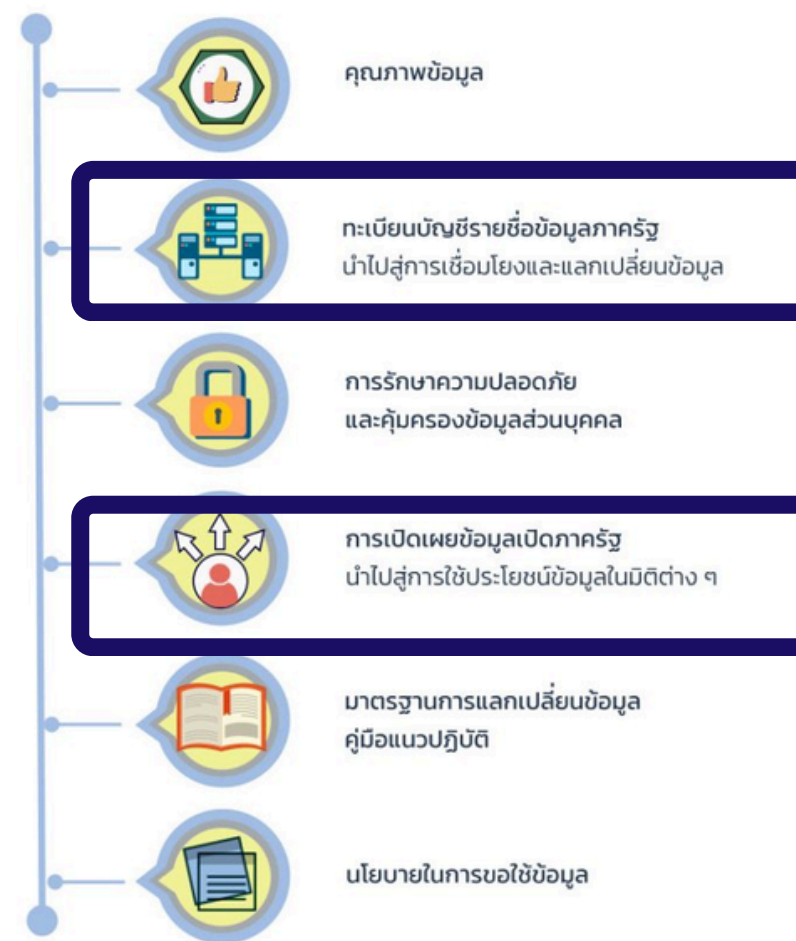 คุณภาพข้อมูล
ทะเบียนบัญชีรายชื่อข้อมูลภาครัฐ
นำไปสู่การเชื่อมโยงและแลกเปลี่ยนข้อมูล
การรักษาความปลอดภัย
และคุ้มครองข้อมูลส่วนบุคคล
การเปิดเผยข้อมูลเปิดภาครัฐ
นำไปสู่การใช้ประโยชน์ข้อมูลในมิติต่าง ๆ
มาตรฐานการแลกเปลี่ยนข้อมูล
คู่มือแนวปฏิบัติ
นโยบายในการขอใช้ข้อมูล